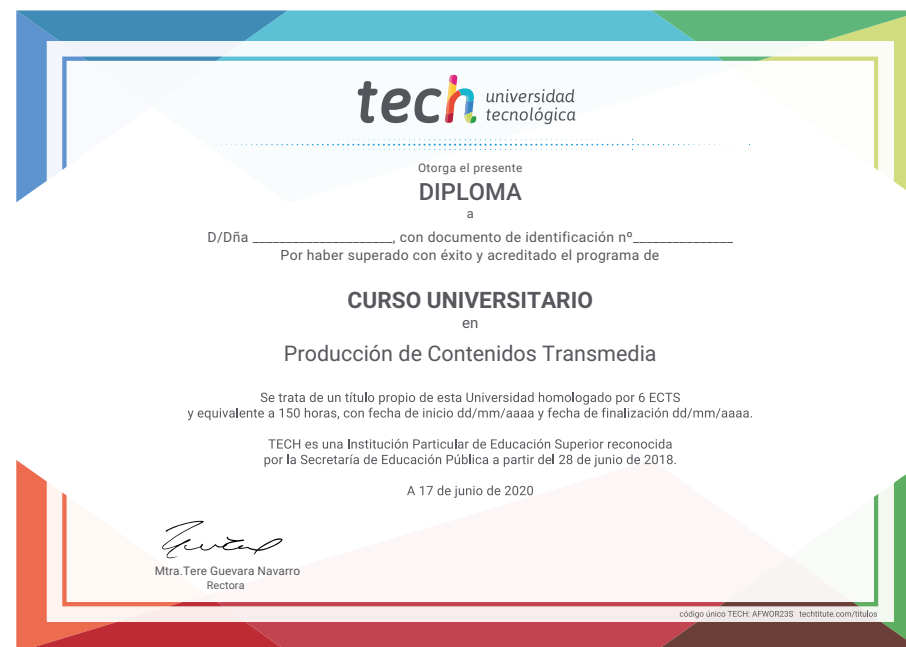 tech universidad
tecnológica
Otorga el presente
DIPLOMA
a
D/Dña _____________________, con documento de identificación nº_______________
Por haber superado con éxito y acreditado el programa de
CURSO UNIVERSITARIO
en
Producción de Contenidos Transmedia
Se trata de un título propio de esta Universidad homologado por 6 ECTS
y equivalente a 150 horas, con fecha de inicio dd/mm/aaaa y fecha de finalización dd/mm/aaaa.
TECH es una Institución Particular de Educación Superior reconocida
por la Secretaría de Educación Pública a partir del 28 de junio de 2018.
A 17 de junio de 2020
Mtra.Tere Guevara Navarro
Rectora
código único TECH: AFWOR23S techtitute.com/titulos